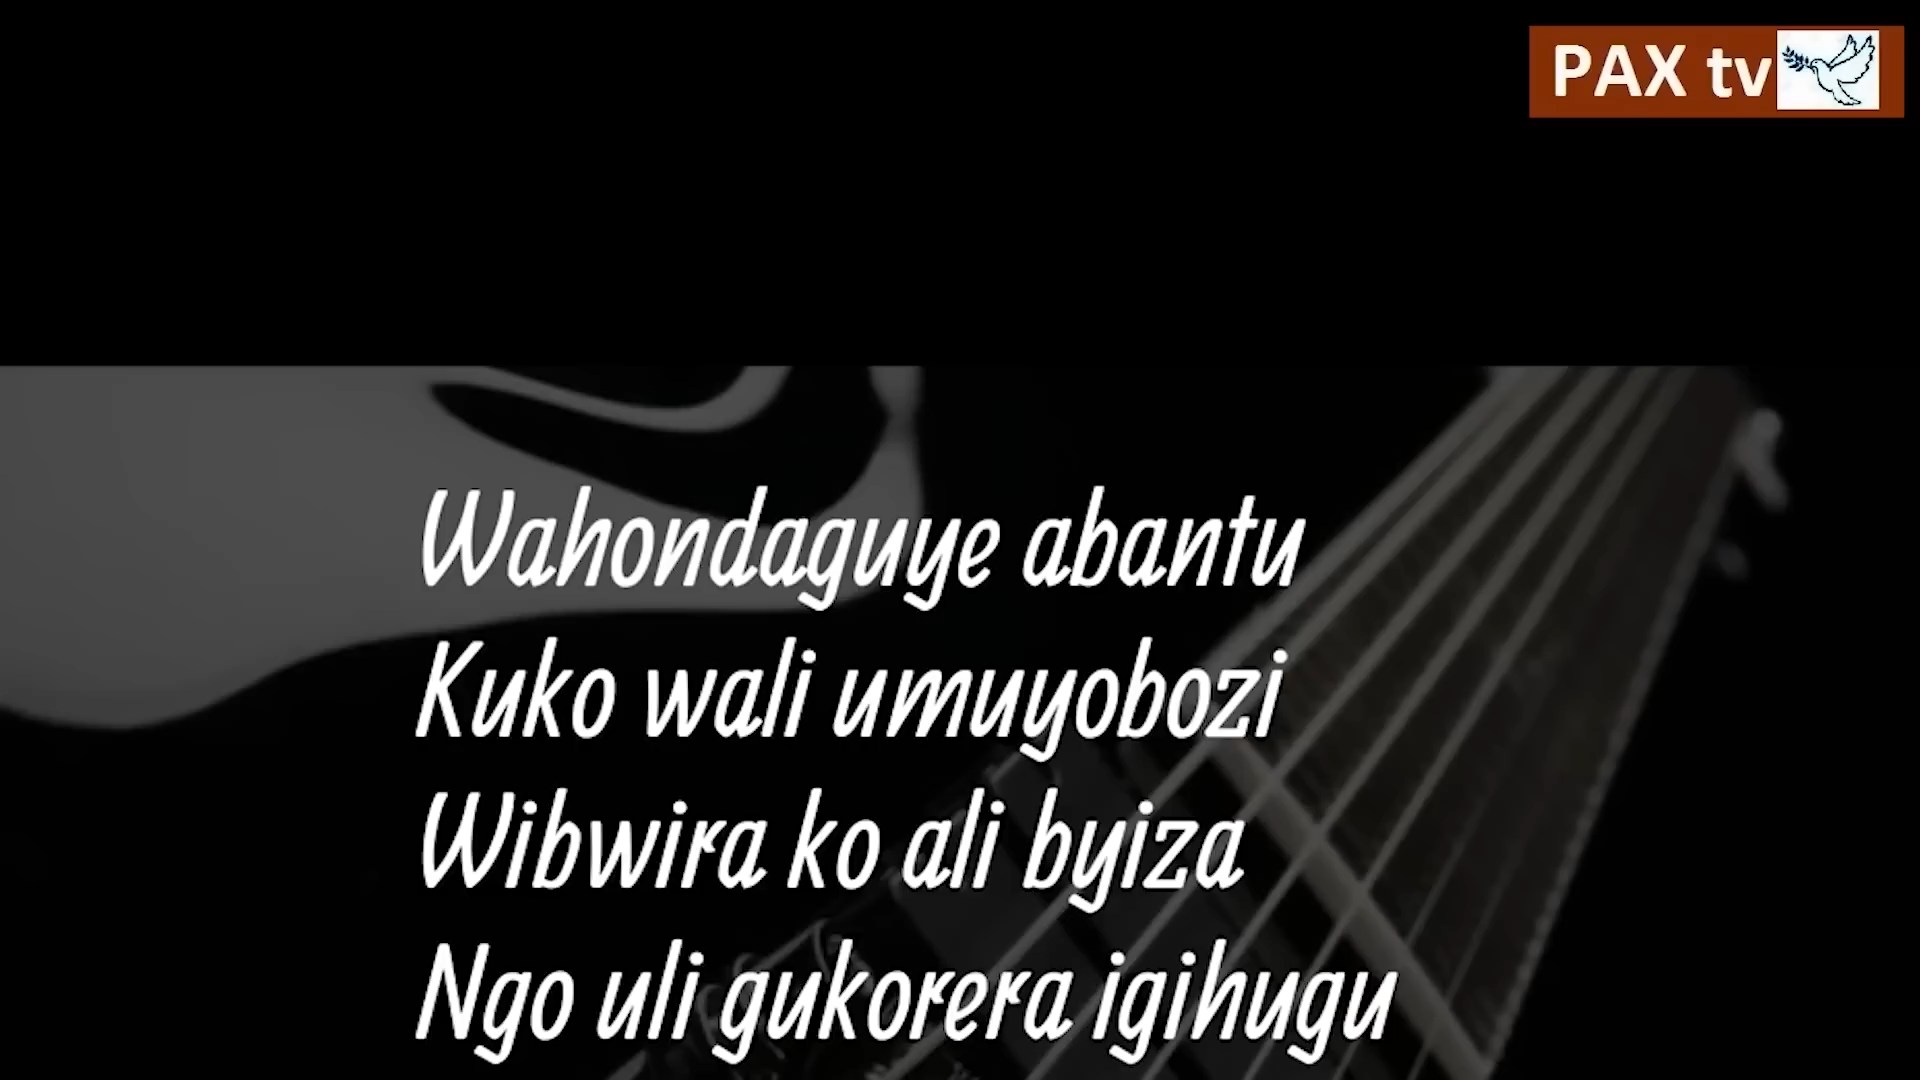 PAX tv
Wahondaguye abantu
Kuko wali umuyobozi
Wibwira ko ali byiza
Ngo uli gukorera igihugu